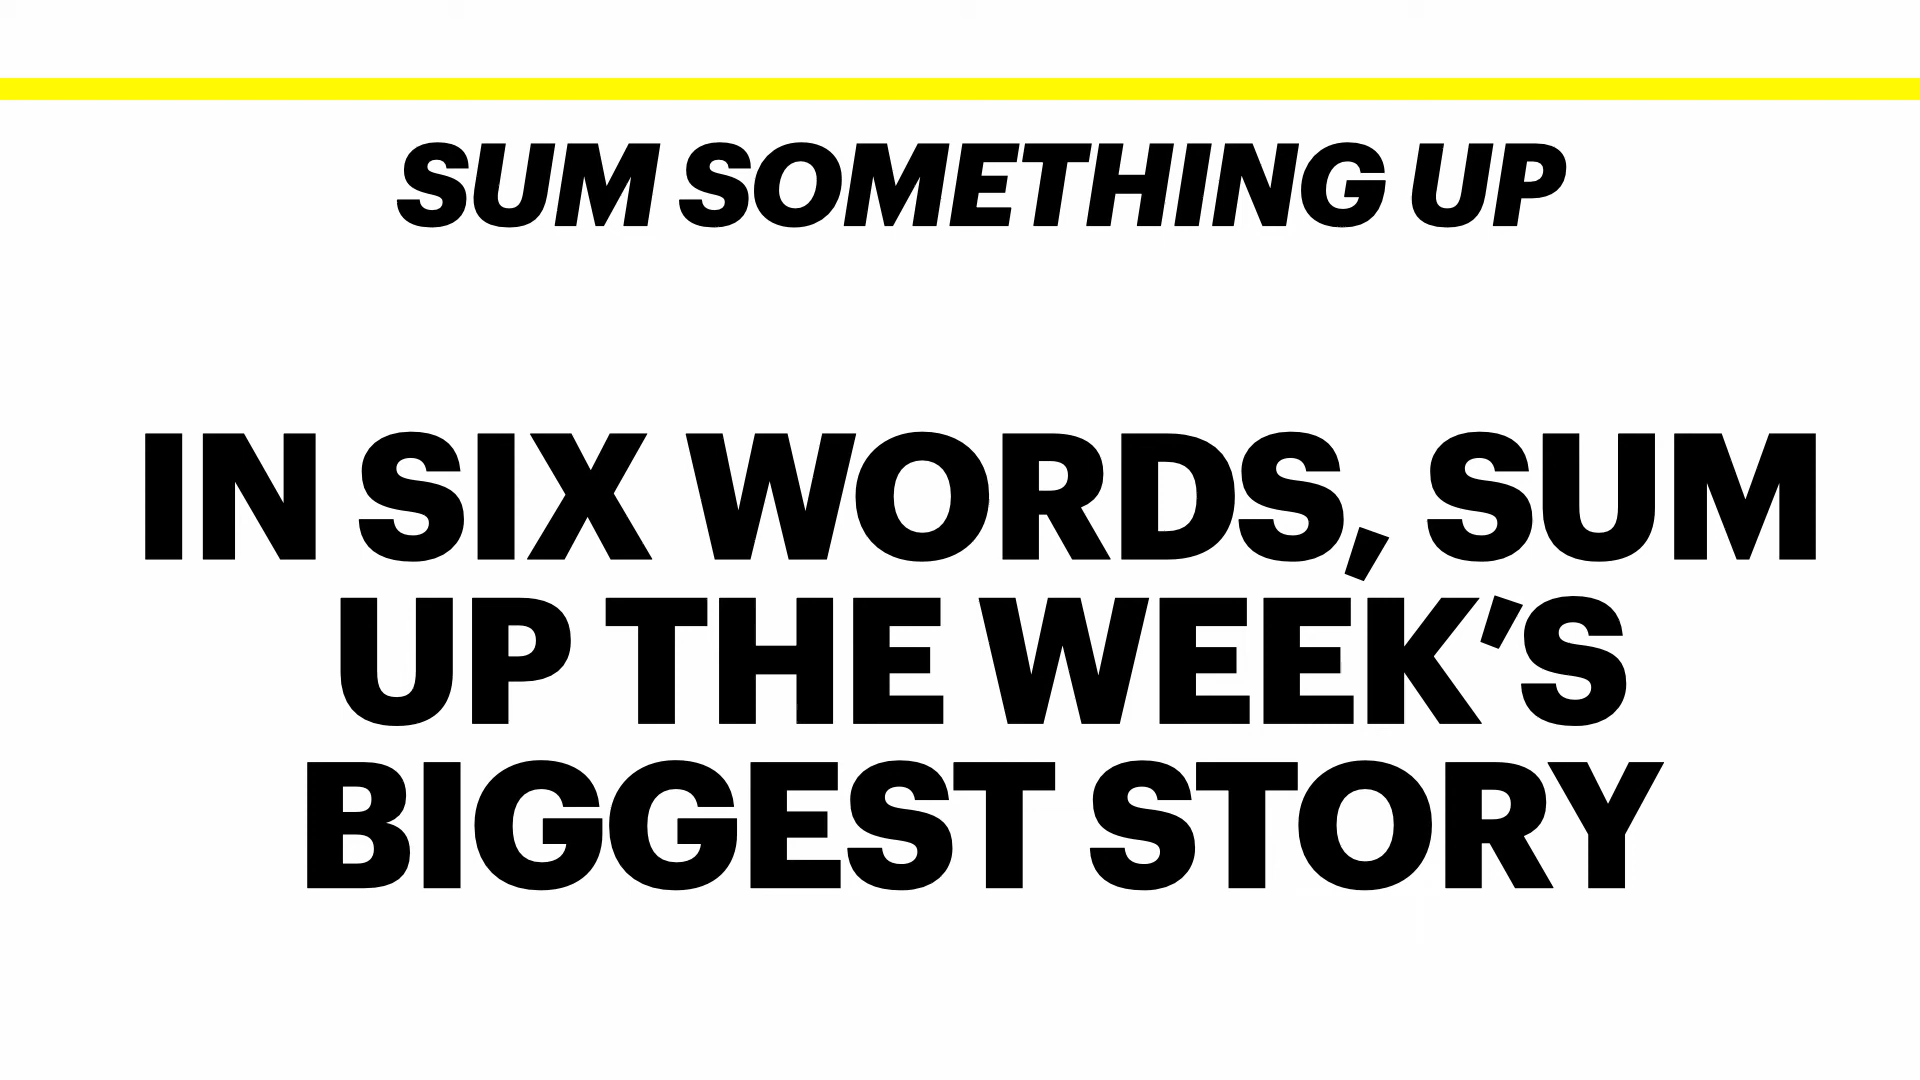 SUM SOMETHING UP
IN SIX WORDS, SUM
UP THE WEEK’S
BIGGEST STORY